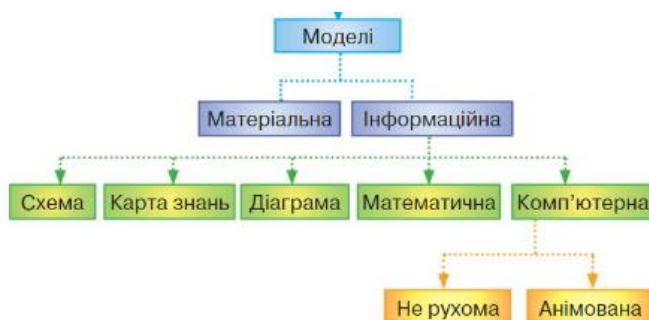 Моделі
Матеріальна
Інформаційна
Схема
Карта знань
Діаграма
Математична
Комп'ютерна
Не рухома
Анімована